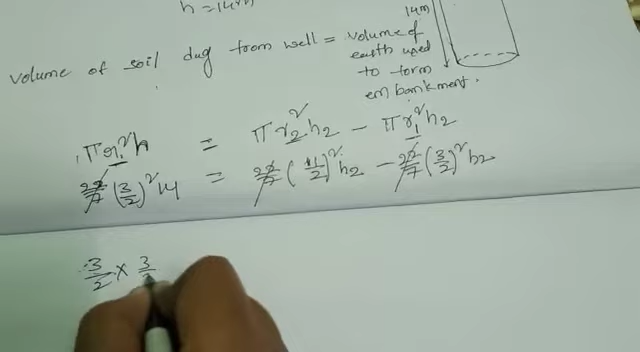 h = 14m
14m
volume of soil dug from well = volume of
earth used
to form
embankment.
πr₁²h = πr₂²h₂ - πr₁²h₂
22/7 (3/2)² 14 = 22/7 (11/2)² h₂ - 22/7 (3/2)² h₂
3/2 × 3/2